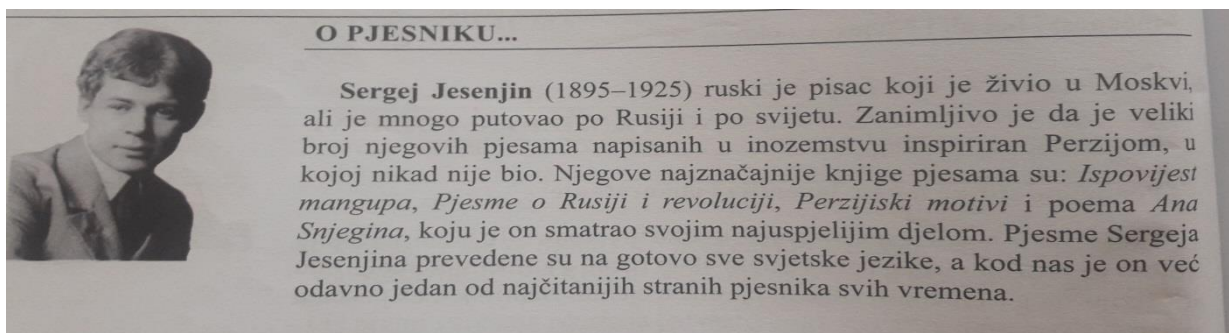 O PJESNIKU...
Sergej Jesenjin (1895–1925) ruski je pisac koji je živio u Moskvi,
ali je mnogo putovao po Rusiji i po svijetu. Zanimljivo je da je veliki
broj njegovih pjesama napisanih u inozemstvu inspiriran Perzijom, u
kojoj nikad nije bio. Njegove najznačajnije knjige pjesama su: Ispovijest
mangupa, Pjesme o Rusiji i revoluciji, Perzijski motivi i poema Ana
Snjegina, koju je on smatrao svojim najuspjelijim djelom. Pjesme Sergeja
Jesenjina prevedene su na gotovo sve svjetske jezike, a kod nas je on već
odavno jedan od najčitanijih stranih pjesnika svih vremena.